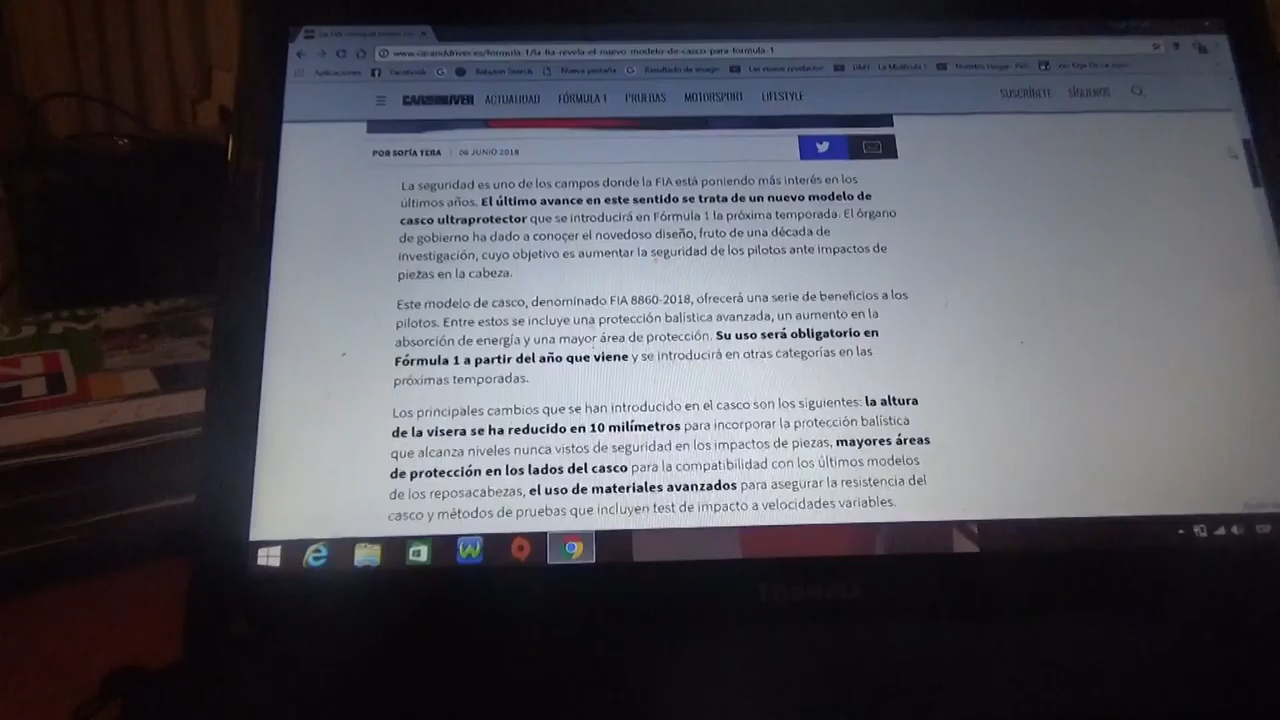 www.caranddriver.es/formula-1/la-fia-revela-el-nuevo-modelo-de-casco-para-formula-1
Aplicaciones Facebook Babylon Search Nueva pestaña Resultado de imagen
CAR AND DRIVER ACTUALIDAD FÓRMULA 1 PRUEBAS MOTORSPORT LIFESTYLE SUSCRÍBETE SÍGUENOS
POR SOFÍA TERA | 06 JUNIO 2018
La seguridad es uno de los campos donde la FIA está poniendo más interés en los
últimos años. El último avance en este sentido se trata de un nuevo modelo de
casco ultraprotector que se introducirá en Fórmula 1 la próxima temporada. El órgano
de gobierno ha dado a conocer el novedoso diseño, fruto de una década de
investigación, cuyo objetivo es aumentar la seguridad de los pilotos ante impactos de
piezas en la cabeza.
Este modelo de casco, denominado FIA 8860-2018, ofrecerá una serie de beneficios a los
pilotos. Entre estos se incluye una protección balística avanzada, un aumento en la
absorción de energía y una mayor área de protección. Su uso será obligatorio en
Fórmula 1 a partir del año que viene y se introducirá en otras categorías en las
próximas temporadas.
Los principales cambios que se han introducido en el casco son los siguientes: la altura
de la visera se ha reducido en 10 milímetros para incorporar la protección balística
que alcanza niveles nunca vistos de seguridad en los impactos de piezas, mayores áreas
de protección en los lados del casco para la compatibilidad con los últimos modelos
de los reposacabezas, el uso de materiales avanzados para asegurar la resistencia del
casco y métodos de pruebas que incluyen test de impacto a velocidades variables.
TOSHIBA